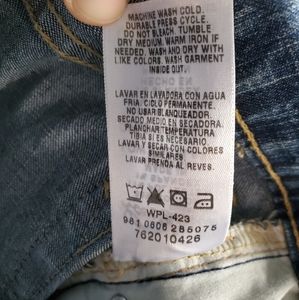 MACHINE WASH COLD.
DURABLE PRESS CYCLE.
DO NOT BLEACH. TUMBLE
DRY MEDIUM. WARM IRON IF
NEEDED. WASH AND DRY WITH
LIKE COLORS. WASH GARMENT
INSIDE OUT.
LAVAR EN LAVADORA CON AGUA
FRIA. CICLO PERMANENTE.
NO USAR BLANQUEADOR.
SECADO MEDIO EN SECADORA.
PLANCHAR TEMPERATURA
TIBIA SI ES NECESARIO.
LAVAR Y SECAR CON COLORES
SIMILARES.
LAVAR PRENDA AL REVES.
WPL-423
981 0606 285075
762010426